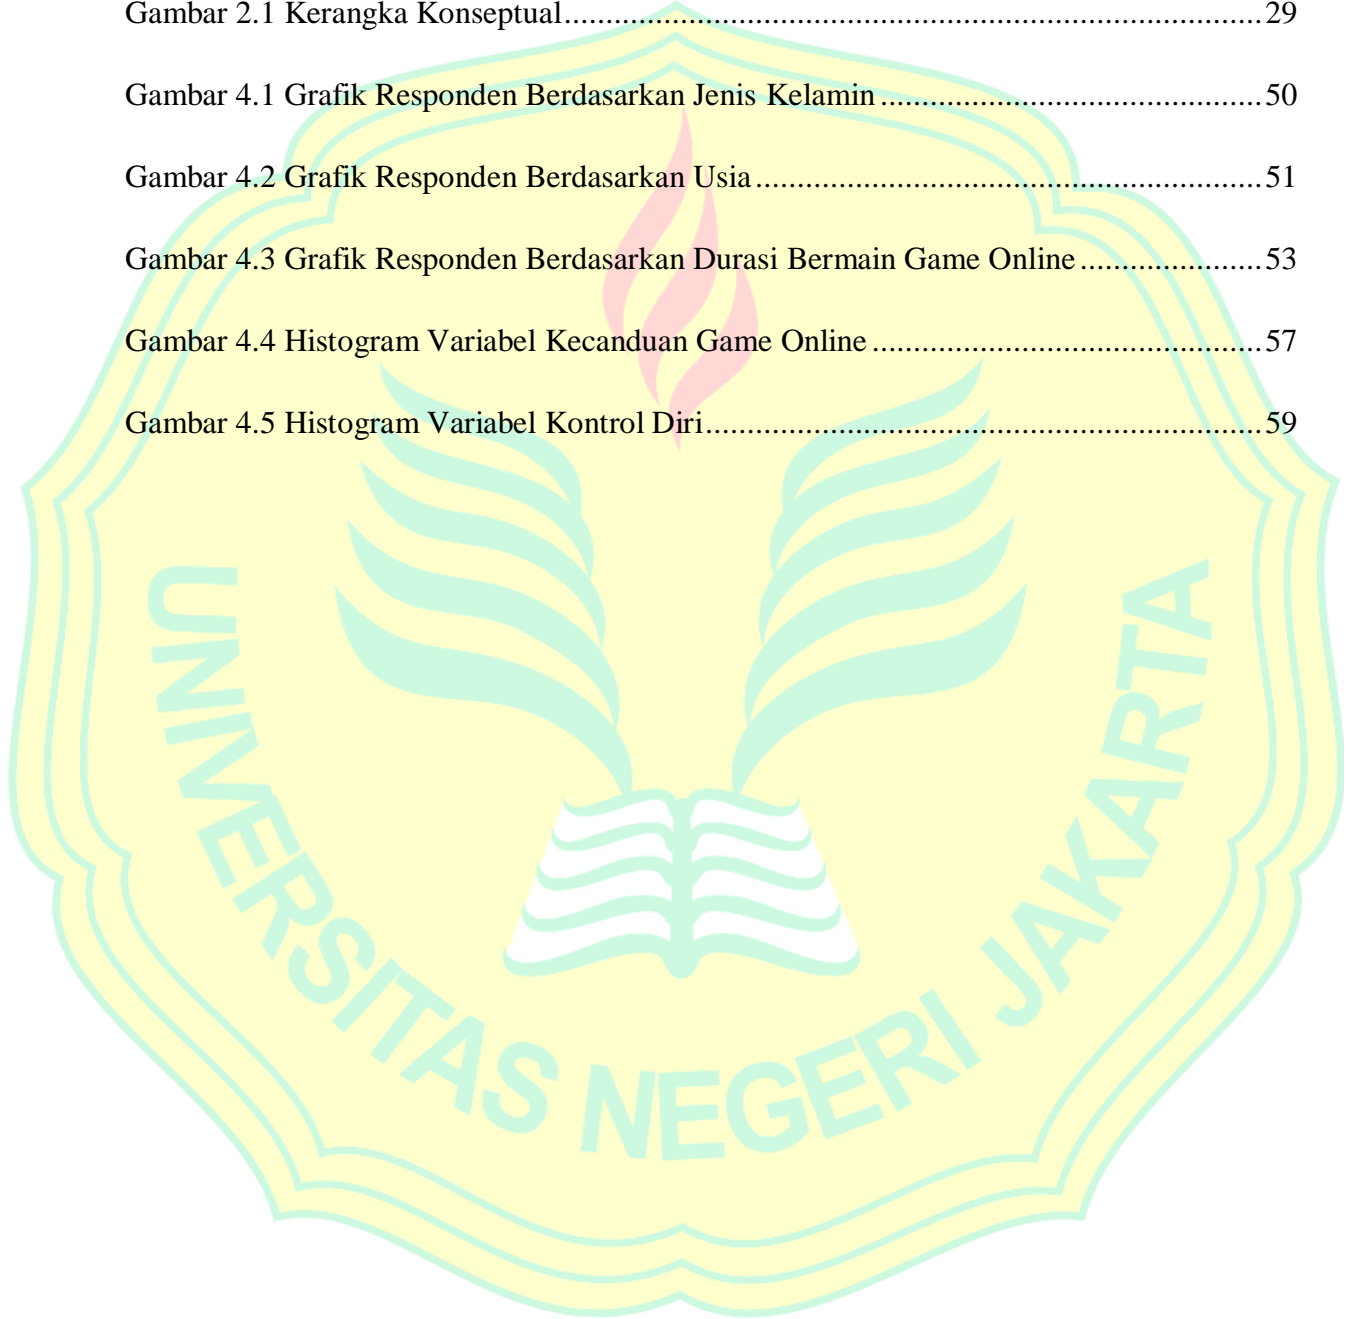 Gambar 2.1 Kerangka Konseptual......................................................................................29
Gambar 4.1 Grafik Responden Berdasarkan Jenis Kelamin...............................................50
Gambar 4.2 Grafik Responden Berdasarkan Usia..............................................................51
Gambar 4.3 Grafik Responden Berdasarkan Durasi Bermain Game Online......................53
Gambar 4.4 Histogram Variabel Kecanduan Game Online................................................57
Gambar 4.5 Histogram Variabel Kontrol Diri....................................................................59
UNIVERSITAS NEGERI JAKARTA